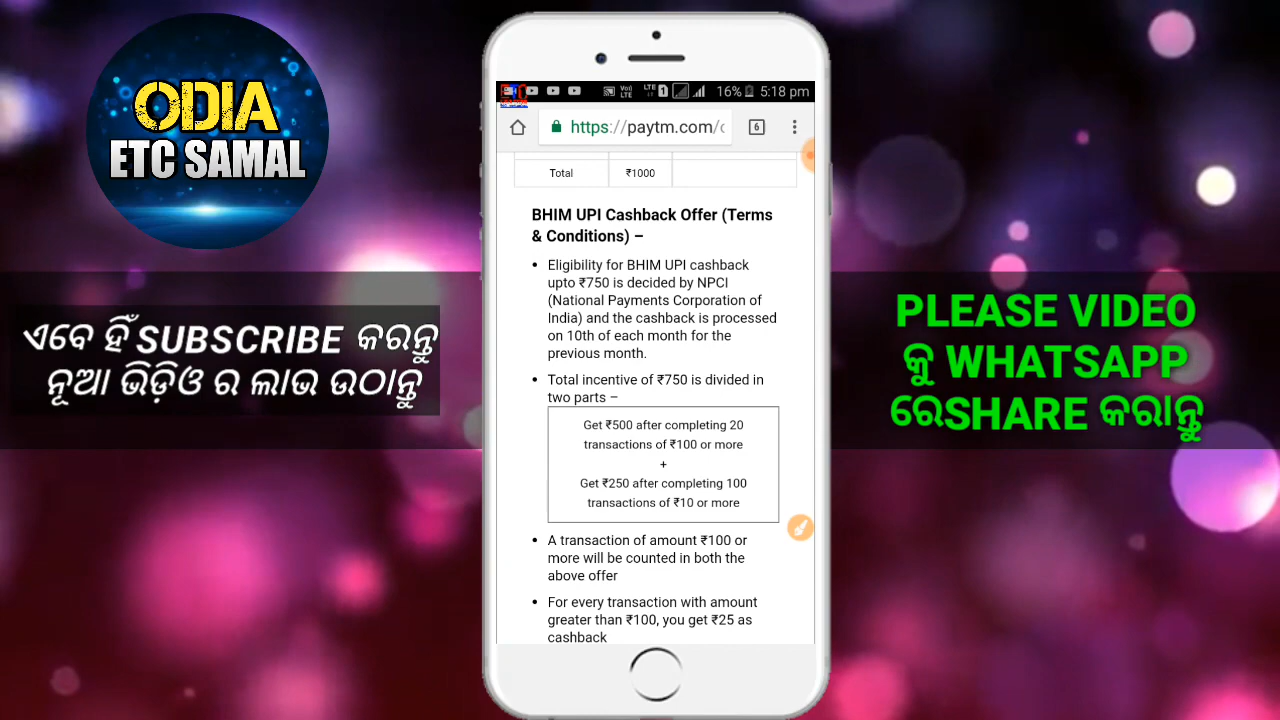 ODIA
ETC SAMAL
ଏବେ ହିଁ SUBSCRIBE କରନ୍ତୁ
ନୂଆ ଭିଡ଼ିଓ ର ଲାଭ ଉଠାନ୍ତୁ
16% 5:18 pm
https://paytm.com/
6
Total ₹1000
BHIM UPI Cashback Offer (Terms
& Conditions) –
• Eligibility for BHIM UPI cashback
upto ₹750 is decided by NPCI
(National Payments Corporation of
India) and the cashback is processed
on 10th of each month for the
previous month.
• Total incentive of ₹750 is divided in
two parts –
Get ₹500 after completing 20
transactions of ₹100 or more
+
Get ₹250 after completing 100
transactions of ₹10 or more
• A transaction of amount ₹100 or
more will be counted in both the
above offer
• For every transaction with amount
greater than ₹100, you get ₹25 as
cashback
PLEASE VIDEO
କୁ WHATSAPP
ରେSHARE କରାନ୍ତୁ